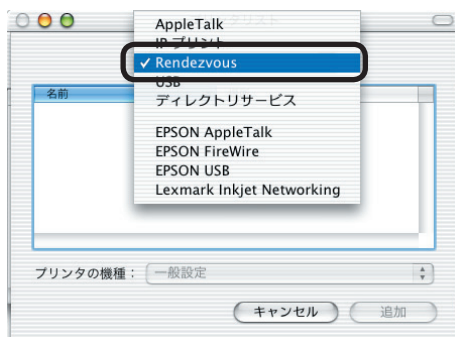 AppleTalk
IP プリント
✓ Rendezvous
USB
ディレクトリサービス
EPSON AppleTalk
EPSON FireWire
EPSON USB
Lexmark Inkjet Networking
名前
プリンタの機種： 一般設定
キャンセル 追加